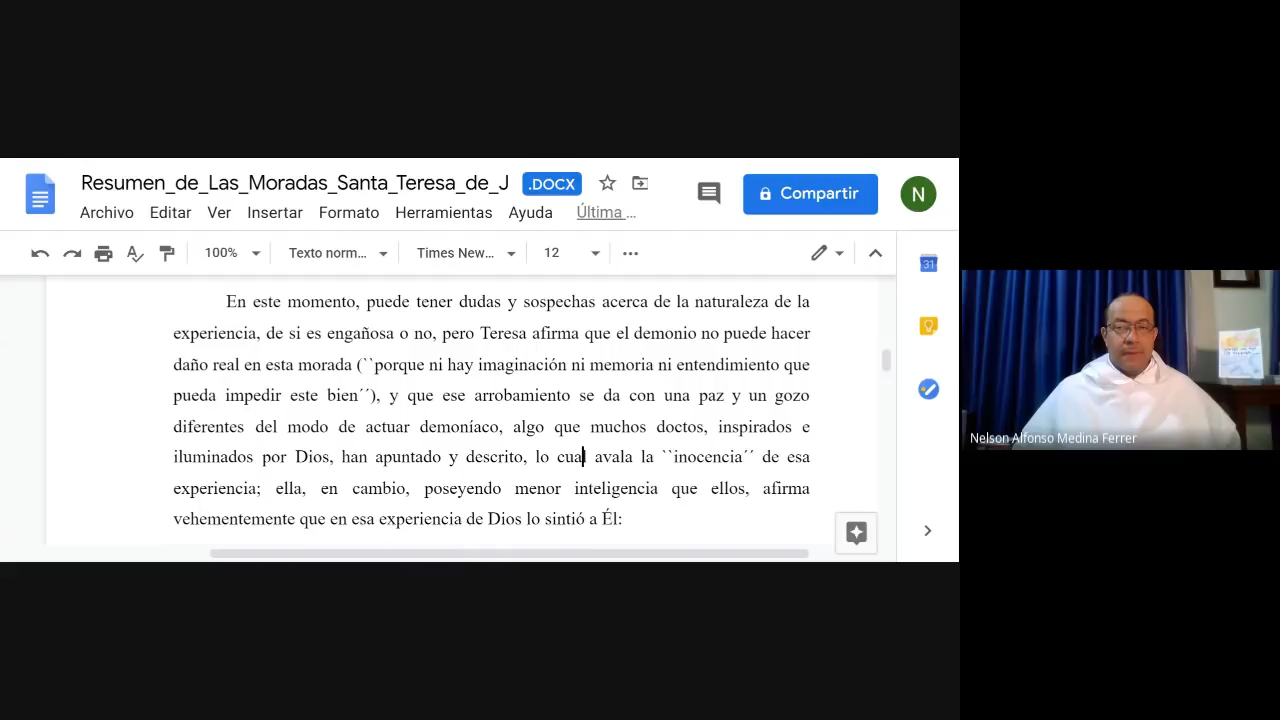 Resumen_de_Las_Moradas_Santa_Teresa_de_J .DOCX
Archivo Editar Ver Insertar Formato Herramientas Ayuda Última ...
Compartir
N
100% Texto norm... Times New... 12
31
En este momento, puede tener dudas y sospechas acerca de la naturaleza de la
experiencia, de si es engañosa o no, pero Teresa afirma que el demonio no puede hacer
daño real en esta morada (``porque ni hay imaginación ni memoria ni entendimiento que
pueda impedir este bien´´), y que ese arrobamiento se da con una paz y un gozo
diferentes del modo de actuar demoníaco, algo que muchos doctos, inspirados e
iluminados por Dios, han apuntado y descrito, lo cual avala la ``inocencia´´ de esa
experiencia; ella, en cambio, poseyendo menor inteligencia que ellos, afirma
vehementemente que en esa experiencia de Dios lo sintió a Él:
Nelson Alfonso Medina Ferrer